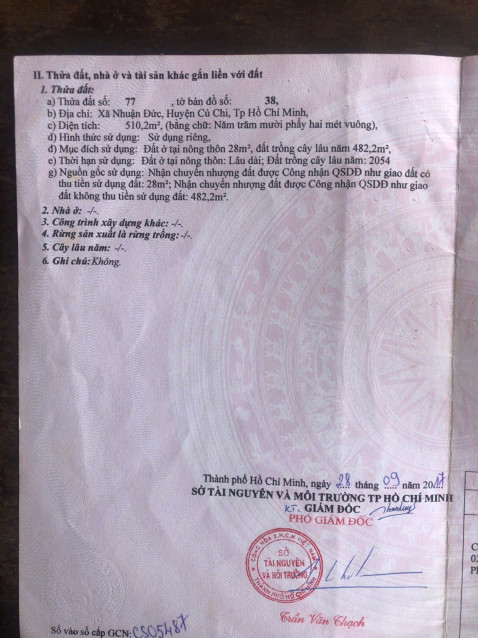 II. Thửa đất, nhà ở và tài sản khác gắn liền với đất
1. Thửa đất:
a) Thửa đất số: 77 , tờ bản đồ số: 38,
b) Địa chỉ: Xã Nhuận Đức, Huyện Củ Chi, Tp Hồ Chí Minh,
c) Diện tích: 510,2m², (bằng chữ: Năm trăm mười phẩy hai mét vuông),
d) Hình thức sử dụng: Sử dụng riêng,
đ) Mục đích sử dụng: Đất ở tại nông thôn 28m², đất trồng cây lâu năm 482,2m²,
e) Thời hạn sử dụng: Đất ở tại nông thôn: Lâu dài; Đất trồng cây lâu năm: 2054
g) Nguồn gốc sử dụng: Nhận chuyển nhượng đất được Công nhận QSDĐ như giao đất có
thu tiền sử dụng đất: 28m²; Nhận chuyển nhượng đất được Công nhận QSDĐ như giao
đất không thu tiền sử dụng đất: 482,2m².
2. Nhà ở: -/-.
3. Công trình xây dựng khác: -/-.
4. Rừng sản xuất là rừng trồng: -/-.
5. Cây lâu năm: -/-.
6. Ghi chú: Không.
Thành phố Hồ Chí Minh, ngày 28 tháng 09 năm 2017
SỞ TÀI NGUYÊN VÀ MÔI TRƯỜNG TP HỒ CHÍ MINH
KT. GIÁM ĐỐC
PHÓ GIÁM ĐỐC
CỘNG HÒA X.H.C.N VIỆT NAM
SỞ
TÀI NGUYÊN
VÀ MÔI TRƯỜNG
THÀNH PHỐ HỒ CHÍ MINH
Trần Văn Thạch
Số vào sổ cấp GCN: CS05487